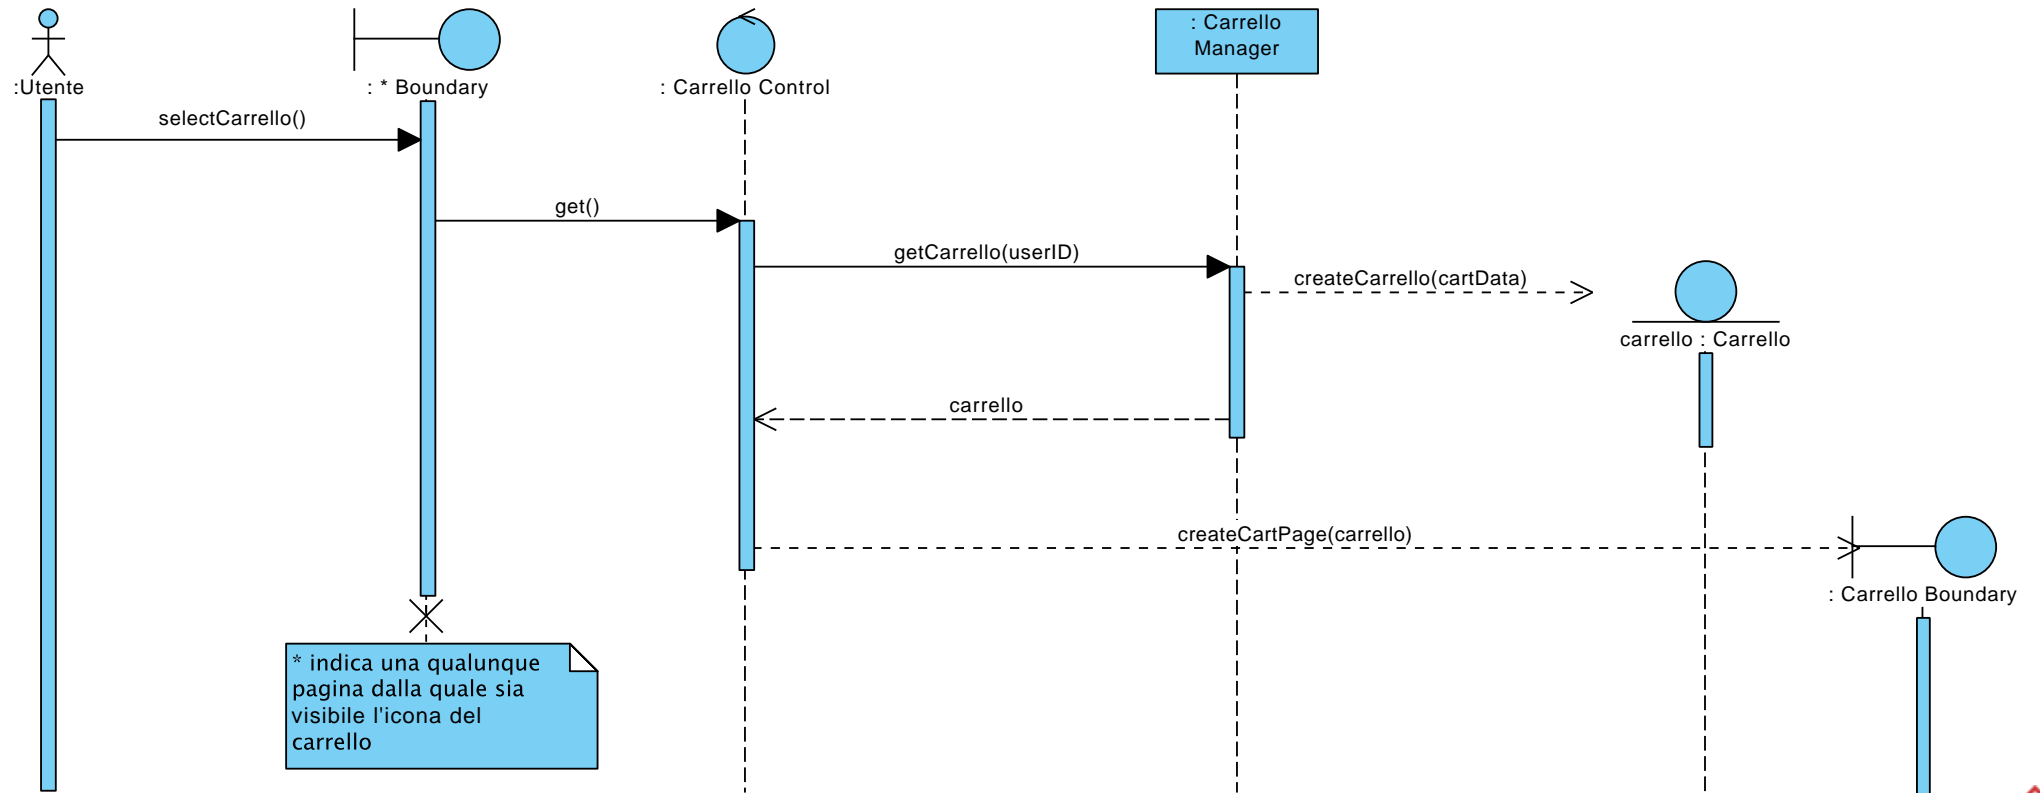 : Carrello
Manager
:Utente
: * Boundary
: Carrello Control
selectCarrello()
get()
getCarrello(userID)
createCarrello(cartData)
carrello : Carrello
carrello
createCartPage(carrello)
: Carrello Boundary
* indica una qualunque
pagina dalla quale sia
visibile l'icona del
carrello